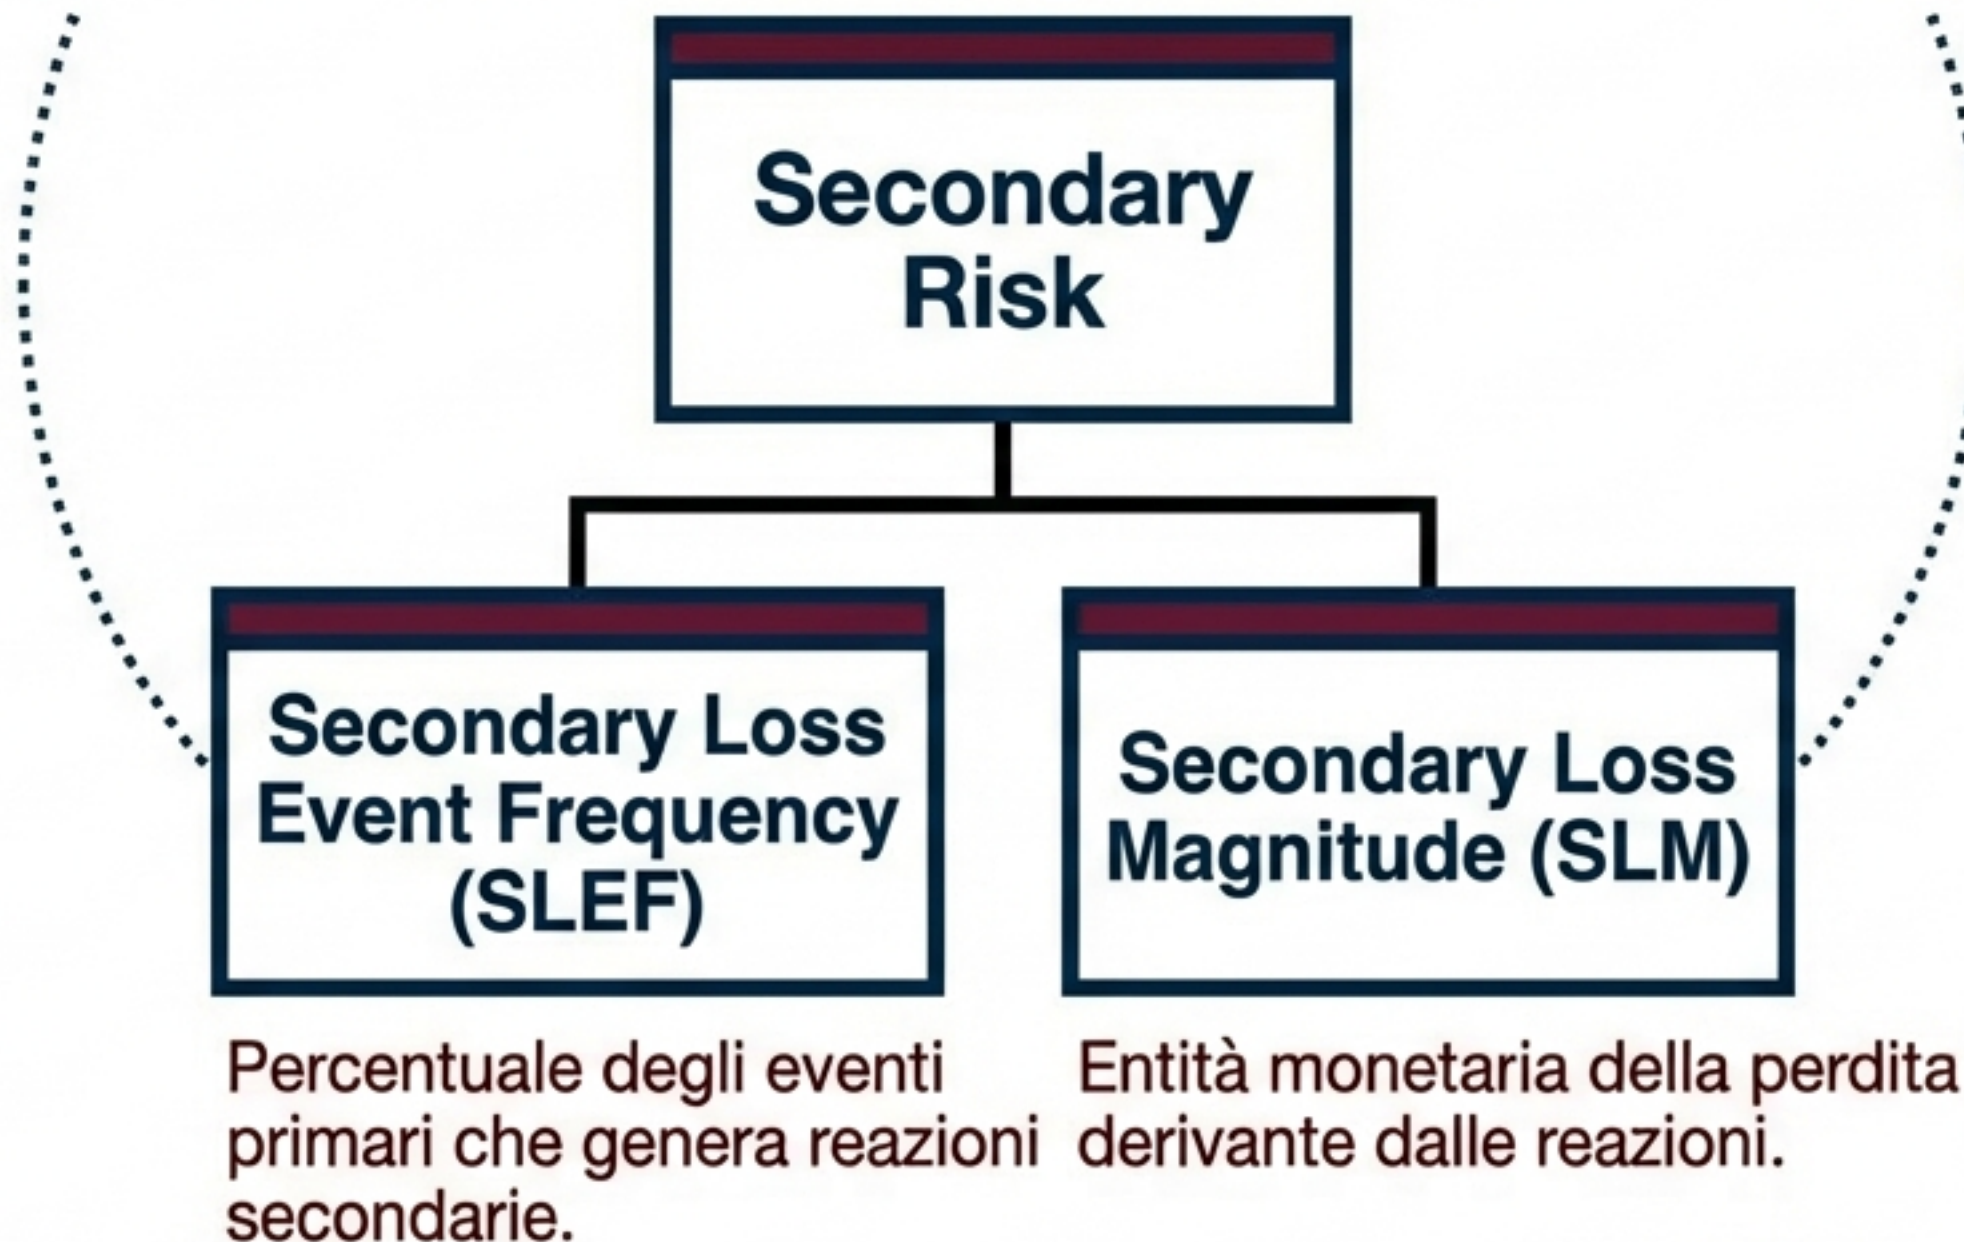 Secondary
Risk
Secondary Loss
Event Frequency
(SLEF)
Secondary Loss
Magnitude (SLM)
Percentuale degli eventi
primari che genera reazioni
secondarie.
Entità monetaria della perdita
derivante dalle reazioni.